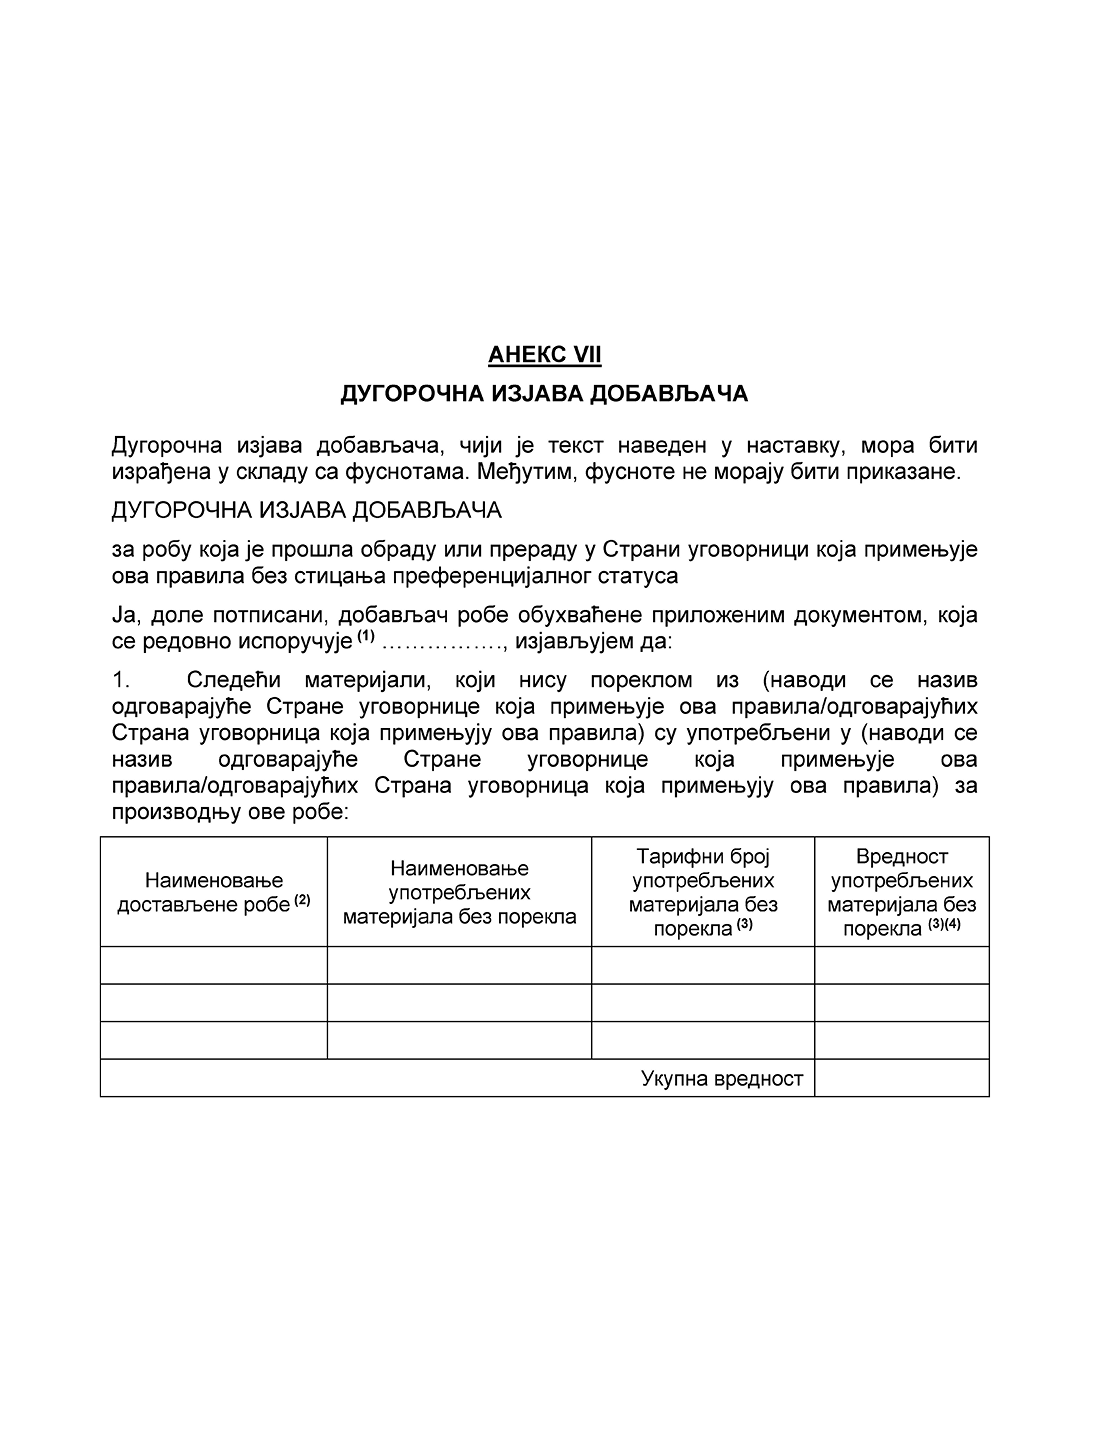 АНЕКС VII
ДУГОРОЧНА ИЗЈАВА ДОБАВЉАЧА
Дугорочна изјава добављача, чији је текст наведен у наставку, мора бити
израђена у складу са фуснотама. Међутим, фусноте не морају бити приказане.
ДУГОРОЧНА ИЗЈАВА ДОБАВЉАЧА
за робу која је прошла обраду или прераду у Страни уговорници која примењује
ова правила без стицања преференцијалног статуса
Ја, доле потписани, добављач робе обухваћене приложеним документом, која
се редовно испоручује (1) ……………., изјављујем да:
1. Следећи материјали, који нису пореклом из (наводи се назив
одговарајуће Стране уговорнице која примењује ова правила/одговарајућих
Страна уговорница која примењују ова правила) су употребљени у (наводи се
назив одговарајуће Стране уговорнице која примењује ова
правила/одговарајућих Страна уговорница која примењују ова правила) за
производњу ове робе:
Наименовање
достављене робе (2)
Наименовање
употребљених
материјала без порекла
Тарифни број
употребљених
материјала без
порекла (3)
Вредност
употребљених
материјала без
порекла (3)(4)
Укупна вредност